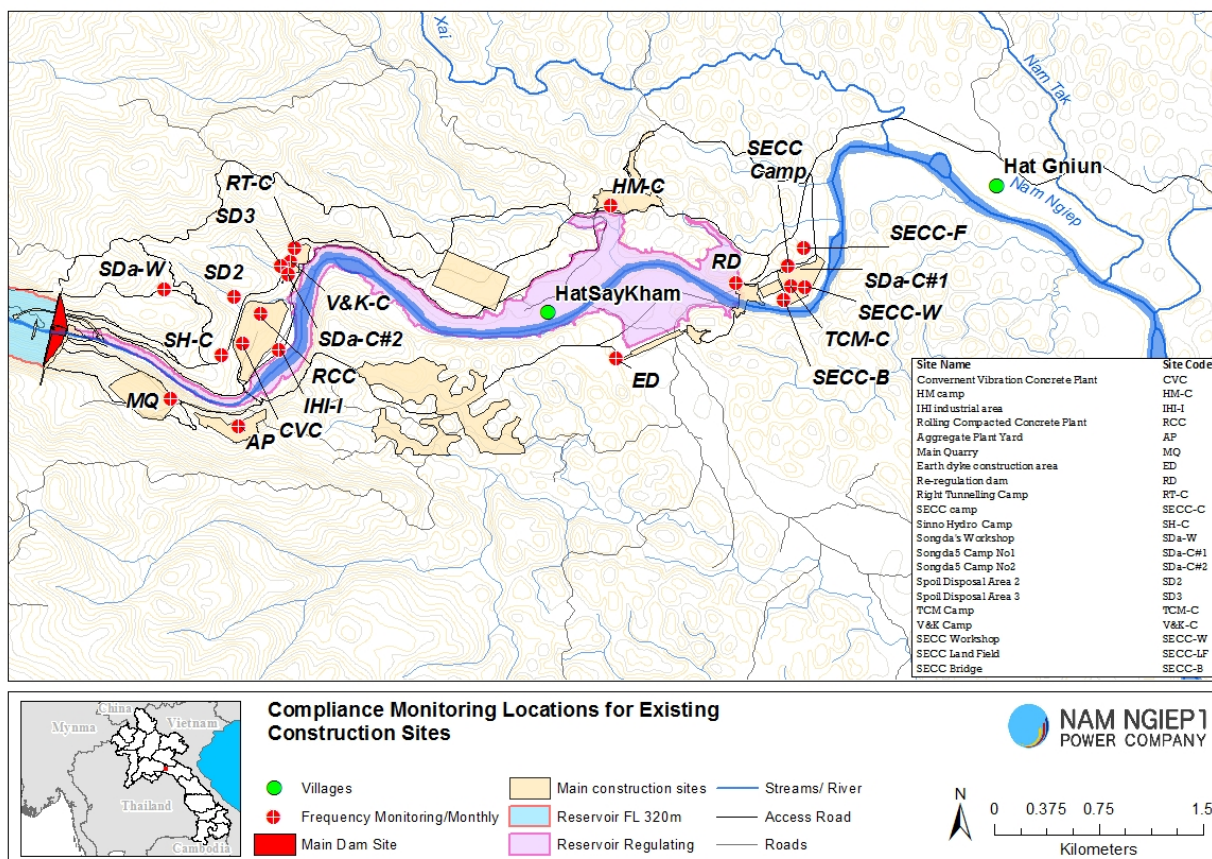 Xai
Nam Tak
Hat Gniun
Nam Ngiep
SECC
Camp
HM-C
RT-C
SD3
SECC-F
SDa-W
SD2
RD
SDa-C#1
HatSayKham
V&K-C
SECC-W
SH-C
SDa-C#2
TCM-C
RCC
ED
SECC-B
MQ
IHI-I
AP
CVC
Site Name Site Code
Convernent Vibration Concrete Plant CVC
HM camp HM-C
IHI industrial area IHI-I
Rolling Compacted Concrete Plant RCC
Aggregate Plant Yard AP
Main Quarry MQ
Earth dyke construction area ED
Re-regulation dam RD
Right Tunnelling Camp RT-C
SECC camp SECC-C
Sinno Hydro Camp SH-C
Songda's Workshop SDa-W
Songda5 Camp No1 SDa-C#1
Songda5 Camp No2 SDa-C#2
Spoil Disposal Area 2 SD2
Spoil Disposal Area 3 SD3
TCM Camp TCM-C
V&K Camp V&K-C
SECC Workshop SECC-W
SECC Land Field SECC-LF
SECC Bridge SECC-B
China
Mynma
Vietnam
Thailand
Cambodia
Compliance Monitoring Locations for Existing
Construction Sites
Villages
Frequency Monitoring/Monthly
Main Dam Site
Main construction sites
Reservoir FL 320m
Reservoir Regulating
Streams/ River
Access Road
Roads
NAM NGIEP1
POWER COMPANY
N
0 0.375 0.75 1.5
Kilometers